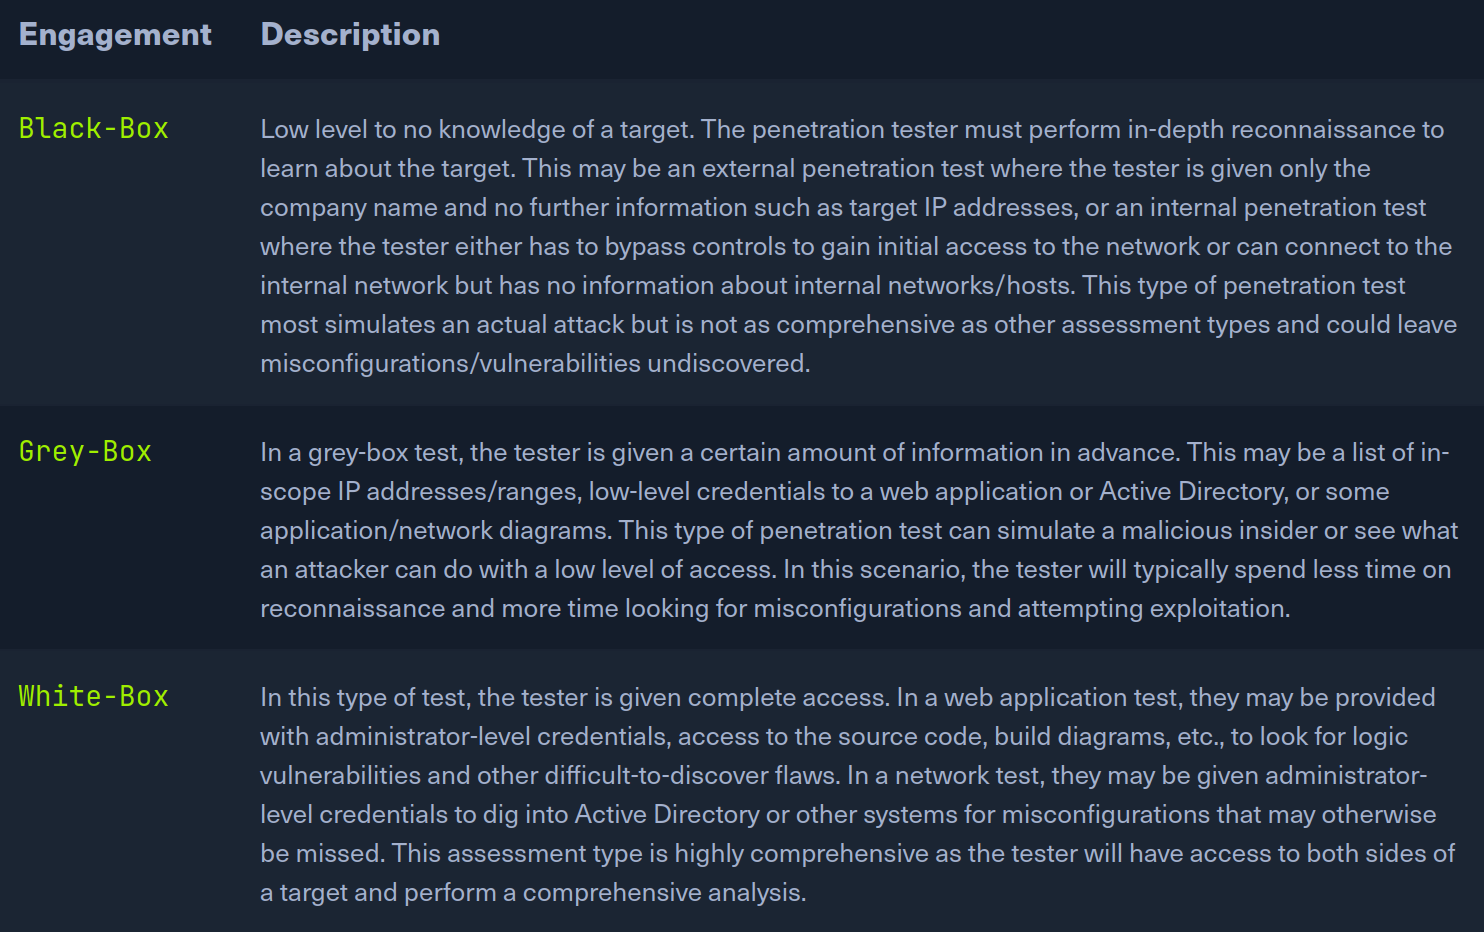 Engagement Description
Black-Box Low level to no knowledge of a target. The penetration tester must perform in-depth reconnaissance to
learn about the target. This may be an external penetration test where the tester is given only the
company name and no further information such as target IP addresses, or an internal penetration test
where the tester either has to bypass controls to gain initial access to the network or can connect to the
internal network but has no information about internal networks/hosts. This type of penetration test
most simulates an actual attack but is not as comprehensive as other assessment types and could leave
misconfigurations/vulnerabilities undiscovered.
Grey-Box In a grey-box test, the tester is given a certain amount of information in advance. This may be a list of in-
scope IP addresses/ranges, low-level credentials to a web application or Active Directory, or some
application/network diagrams. This type of penetration test can simulate a malicious insider or see what
an attacker can do with a low level of access. In this scenario, the tester will typically spend less time on
reconnaissance and more time looking for misconfigurations and attempting exploitation.
White-Box In this type of test, the tester is given complete access. In a web application test, they may be provided
with administrator-level credentials, access to the source code, build diagrams, etc., to look for logic
vulnerabilities and other difficult-to-discover flaws. In a network test, they may be given administrator-
level credentials to dig into Active Directory or other systems for misconfigurations that may otherwise
be missed. This assessment type is highly comprehensive as the tester will have access to both sides of
a target and perform a comprehensive analysis.